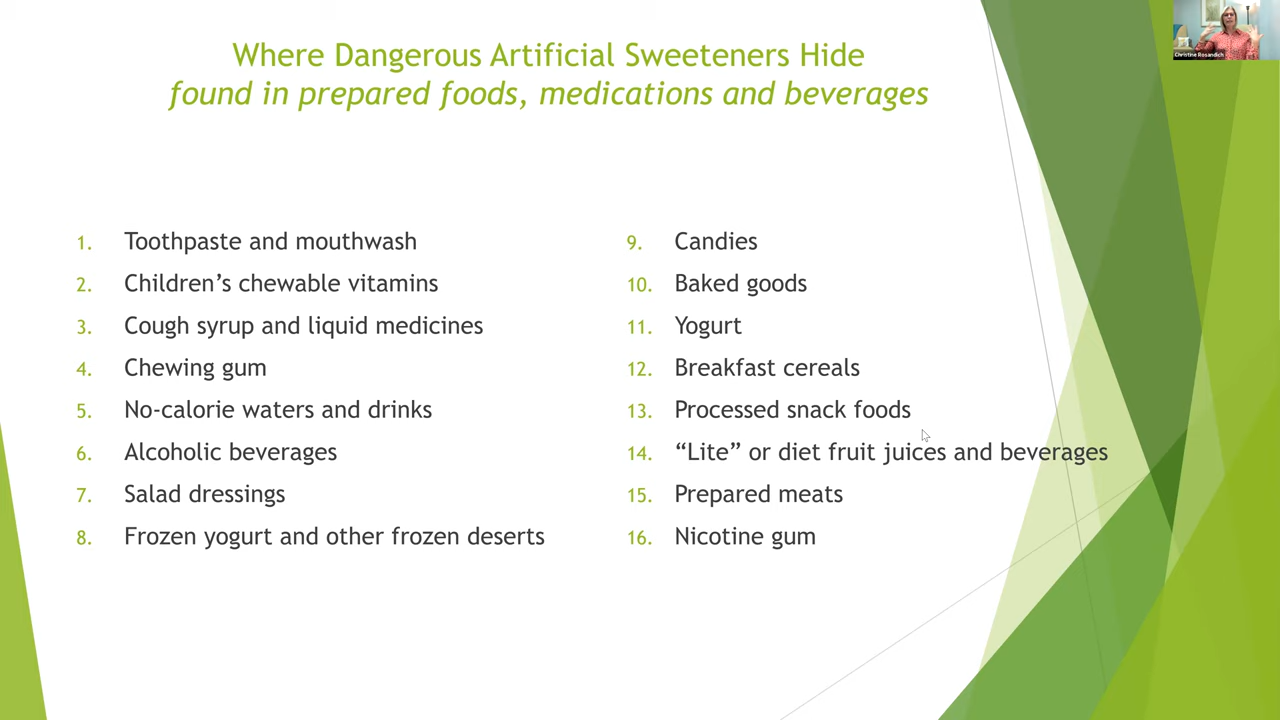 Where Dangerous Artificial Sweeteners Hide
found in prepared foods, medications and beverages
1. Toothpaste and mouthwash
2. Children’s chewable vitamins
3. Cough syrup and liquid medicines
4. Chewing gum
5. No-calorie waters and drinks
6. Alcoholic beverages
7. Salad dressings
8. Frozen yogurt and other frozen deserts
9. Candies
10. Baked goods
11. Yogurt
12. Breakfast cereals
13. Processed snack foods
14. “Lite” or diet fruit juices and beverages
15. Prepared meats
16. Nicotine gum
Christine Rosandich